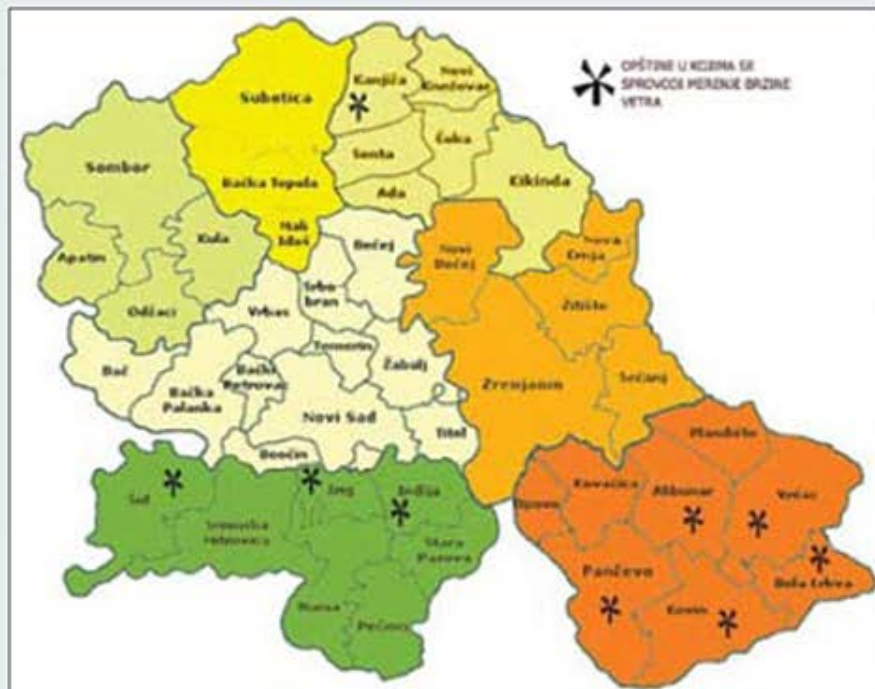 OPŠTINE U KOJIMA SE
SPROVODI MERENJE BRZINE
VETRA
Kanjiža
Novi
Kneževac
Subotica
Sombor
Senta
Čoka
Kikinda
Bačka Topola
Ada
Mali
Iđoš
Bečej
Novi
Bečej
Nova
Crnja
Kula
Apatin
Odžaci
Srbo
bran
Vrbas
Žitište
Temerin
Žabalj
Bač
Bački
Petrovac
Bačka
Palanka
Zrenjanin
Sečanj
Novi Sad
Titel
Beočin
Plandište
Kovačica
Alibunar
Vršac
Opovo
Šid
Irig
Inđija
Sremska
Mitrovica
Stara
Pazova
Pančevo
Bela Crkva
Kovin
Ruma
Pećinci